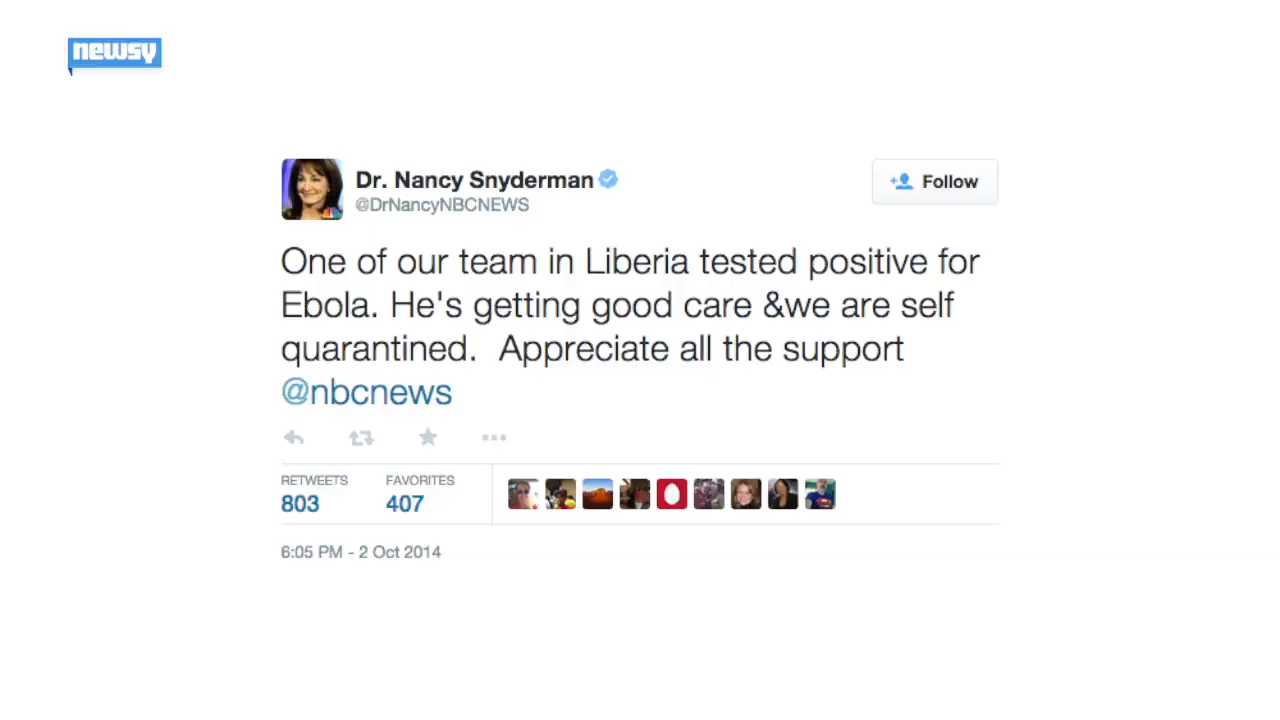 newsy
Dr. Nancy Snyderman
@DrNancyNBCNEWS
Follow
One of our team in Liberia tested positive for
Ebola. He's getting good care &we are self
quarantined.  Appreciate all the support
@nbcnews
RETWEETS FAVORITES
803 407
6:05 PM - 2 Oct 2014